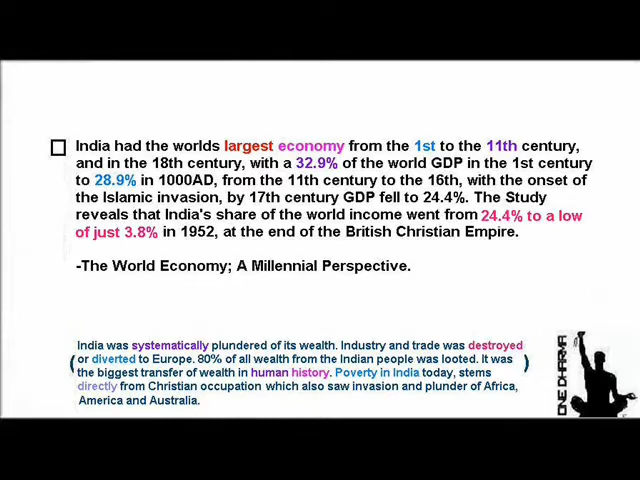 India had the worlds largest economy from the 1st to the 11th century,
and in the 18th century, with a 32.9% of the world GDP in the 1st century
to 28.9% in 1000AD, from the 11th century to the 16th, with the onset of
the Islamic invasion, by 17th century GDP fell to 24.4%. The Study
reveals that India's share of the world income went from 24.4% to a low
of just 3.8% in 1952, at the end of the British Christian Empire.
-The World Economy; A Millennial Perspective.
India was systematically plundered of its wealth. Industry and trade was destroyed
(or diverted to Europe. 80% of all wealth from the Indian people was looted. It was )
the biggest transfer of wealth in human history. Poverty in India today, stems
directly from Christian occupation which also saw invasion and plunder of Africa,
America and Australia.
ONE DHARMA